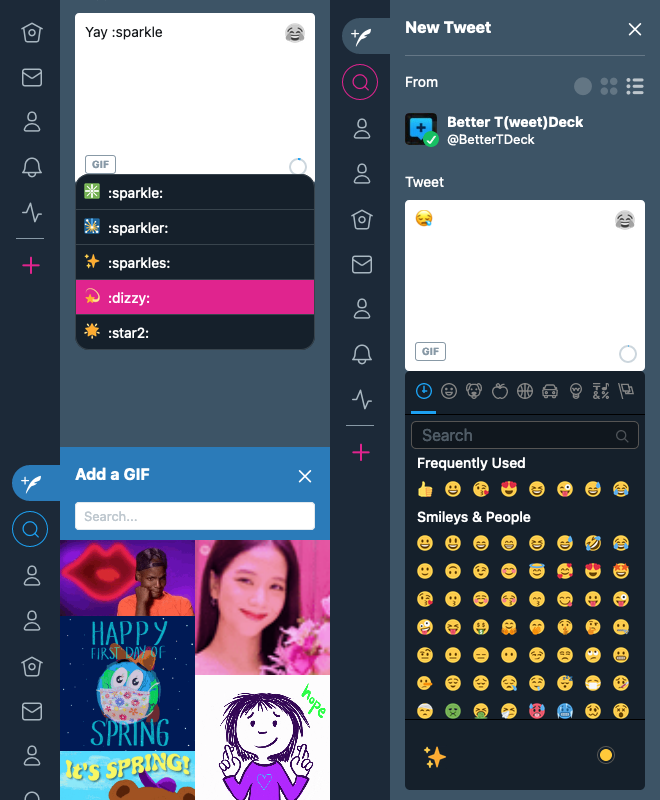 Yay :sparkle
GIF
:sparkle:
:sparkler:
:sparkles:
:dizzy:
:star2:
Add a GIF
Search...
HAPPY
FIRST DAY OF
SPRING
IT'S SPRING!
hope
New Tweet
From
Better T(weet)Deck
@BetterTDeck
Tweet
GIF
Search
Frequently Used
Smileys & People